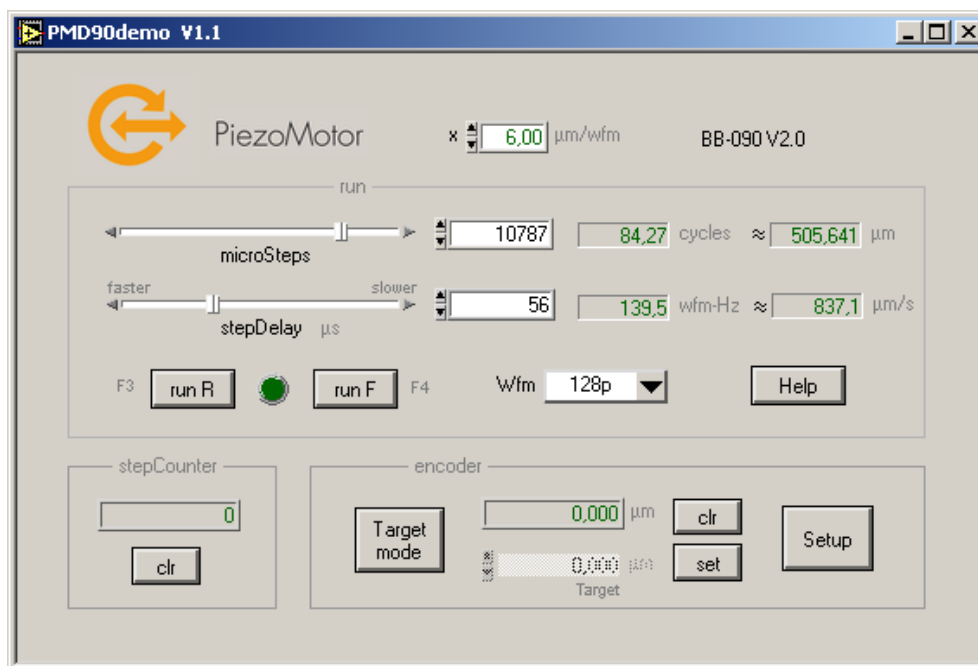 PMD90demo V1.1
PiezoMotor x 6,00 µm/wfm BB-090 V2.0
run
microSteps 10787 84,27 cycles ≈ 505,641 µm
faster slower
stepDelay µs 56 139,5 wfm-Hz ≈ 837,1 µm/s
F3 run R run F F4 Wfm 128p Help
stepCounter
0
clr
encoder
Target mode
0,000 µm clr
0,000 µm set
Target
Setup